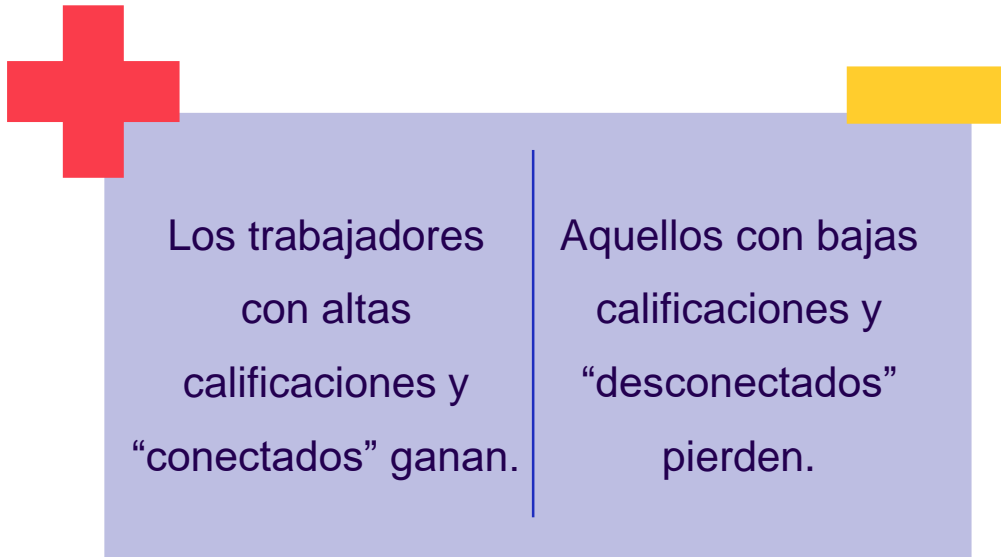 Los trabajadores
con altas
calificaciones y
“conectados” ganan.
Aquellos con bajas
calificaciones y
“desconectados”
pierden.